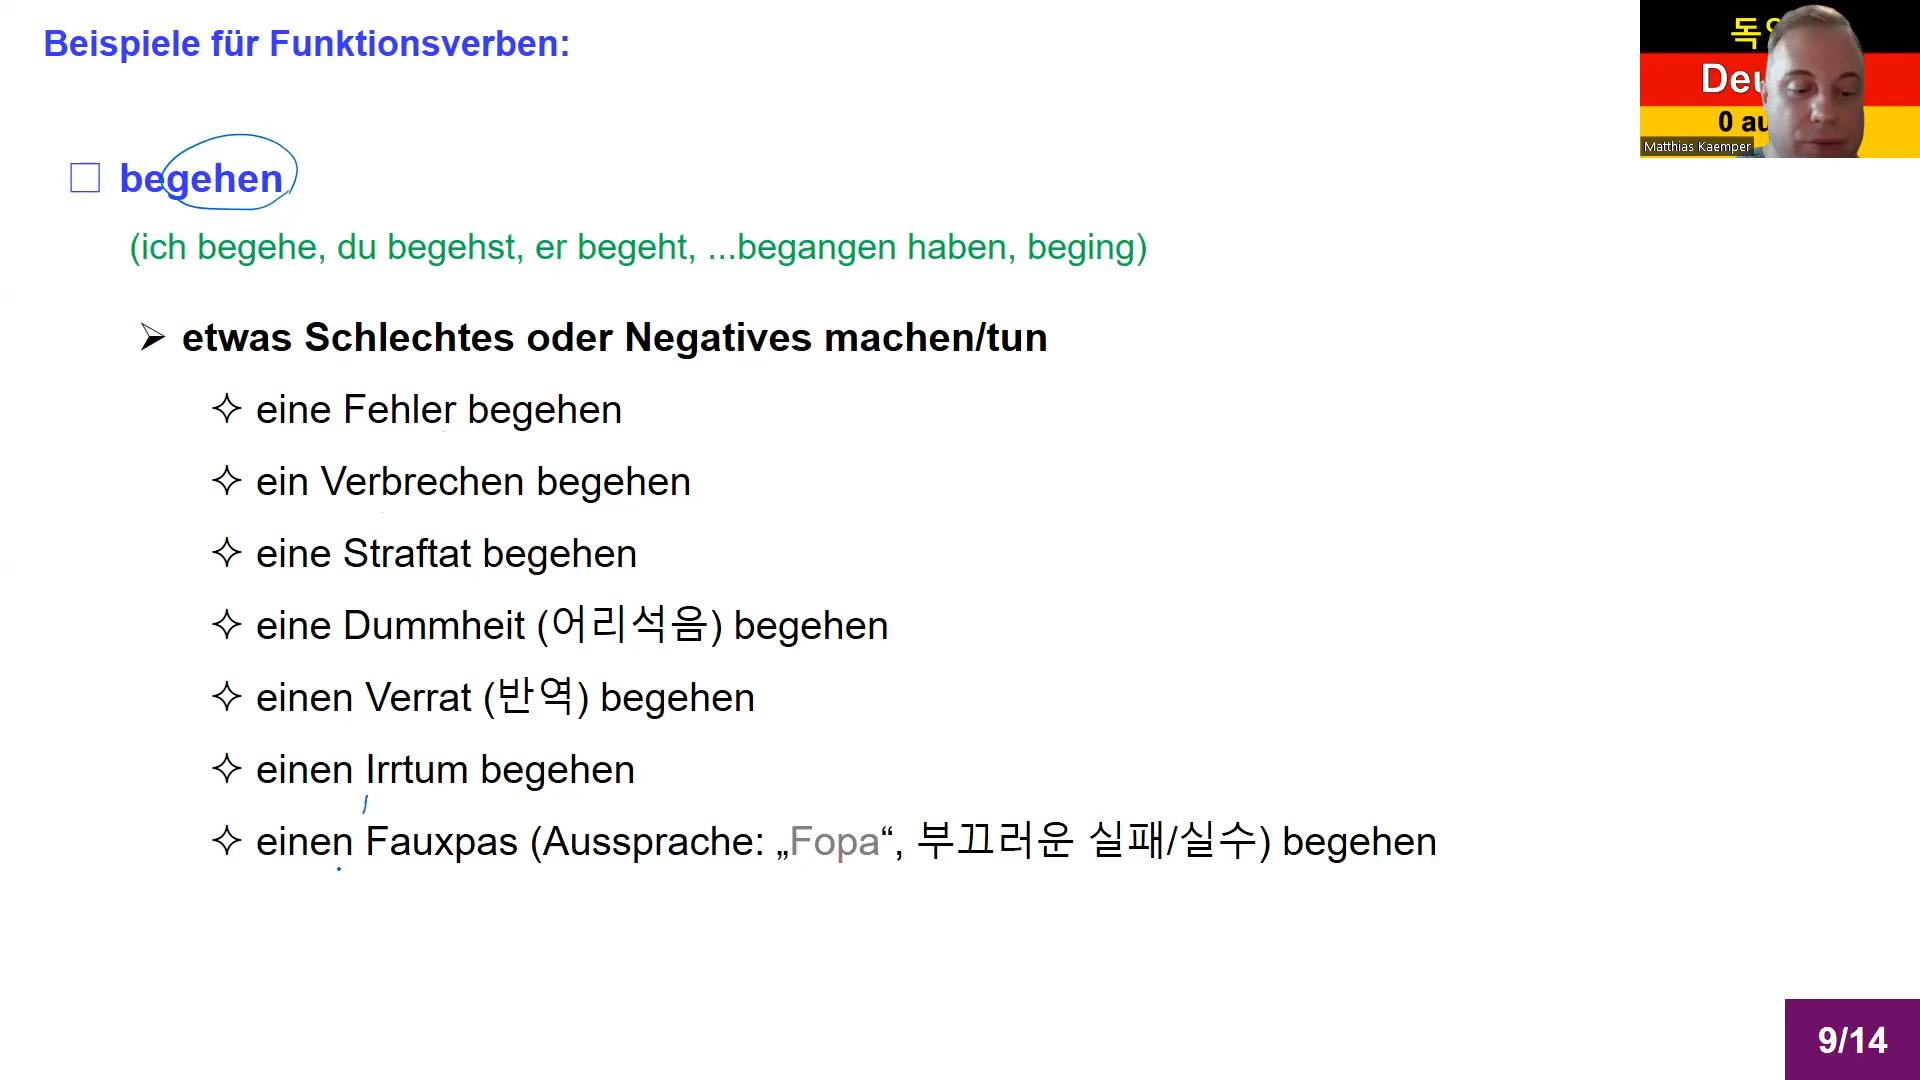 Beispiele für Funktionsverben:
begehen
(ich begehe, du begehst, er begeht, ...begangen haben, beging)
etwas Schlechtes oder Negatives machen/tun
eine Fehler begehen
ein Verbrechen begehen
eine Straftat begehen
eine Dummheit (어리석음) begehen
einen Verrat (반역) begehen
einen Irrtum begehen
einen Fauxpas (Aussprache: „Fopa“, 부끄러운 실패/실수) begehen
0 au
Matthias Kaemper
9/14